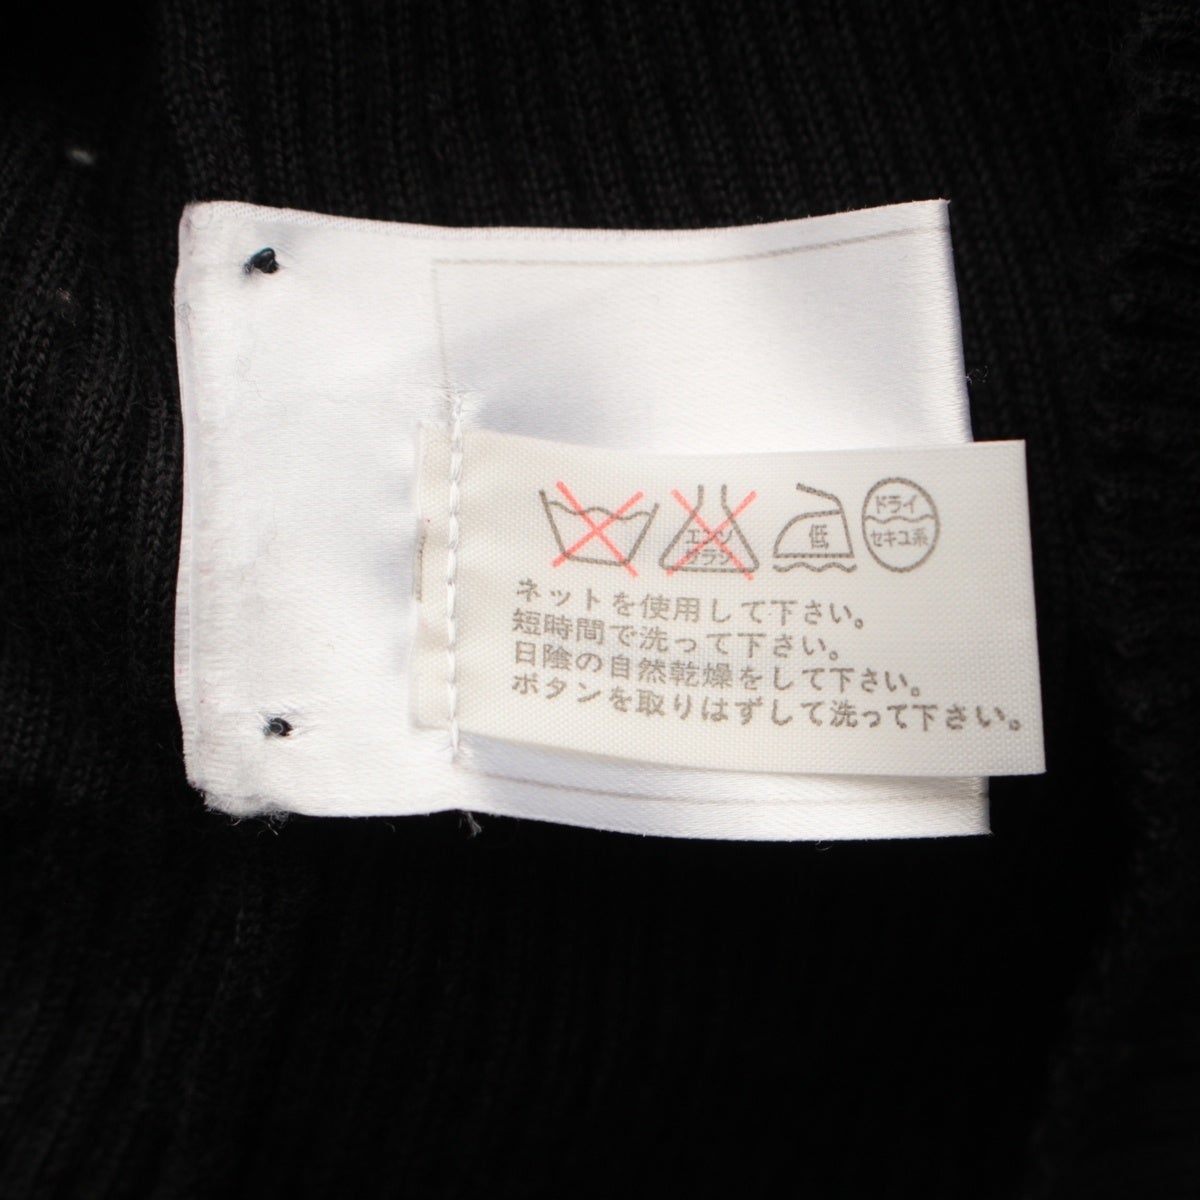 エンソ
サラシ
低
ドライ
セキユ系
ネットを使用して下さい。
短時間で洗って下さい。
日陰の自然乾燥をして下さい。
ボタンを取りはずして洗って下さい。